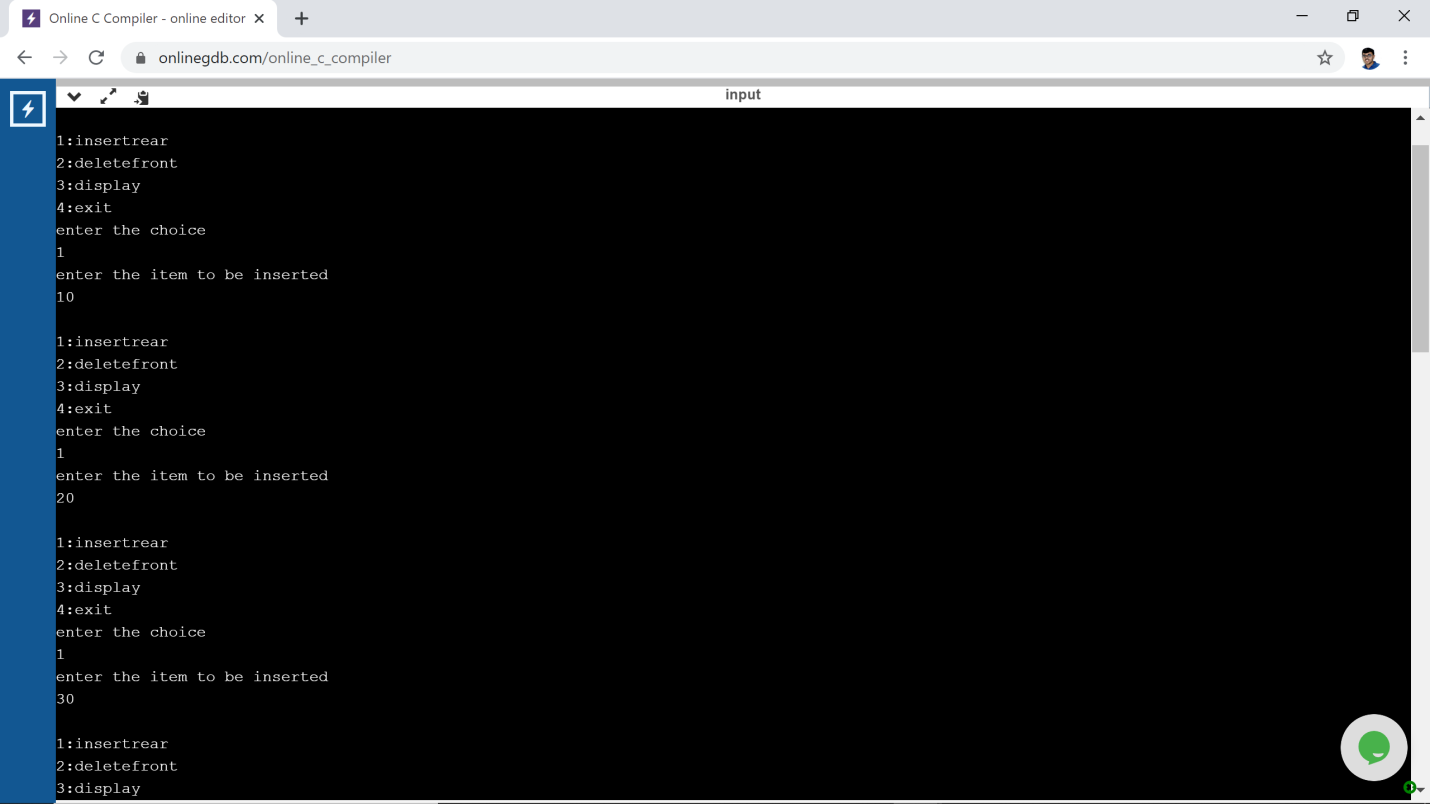 Online C Compiler - online editor
onlinegdb.com/online_c_compiler
input
1:insertrear
2:deletefront
3:display
4:exit
enter the choice
1
enter the item to be inserted
10
1:insertrear
2:deletefront
3:display
4:exit
enter the choice
1
enter the item to be inserted
20
1:insertrear
2:deletefront
3:display
4:exit
enter the choice
1
enter the item to be inserted
30
1:insertrear
2:deletefront
3:display